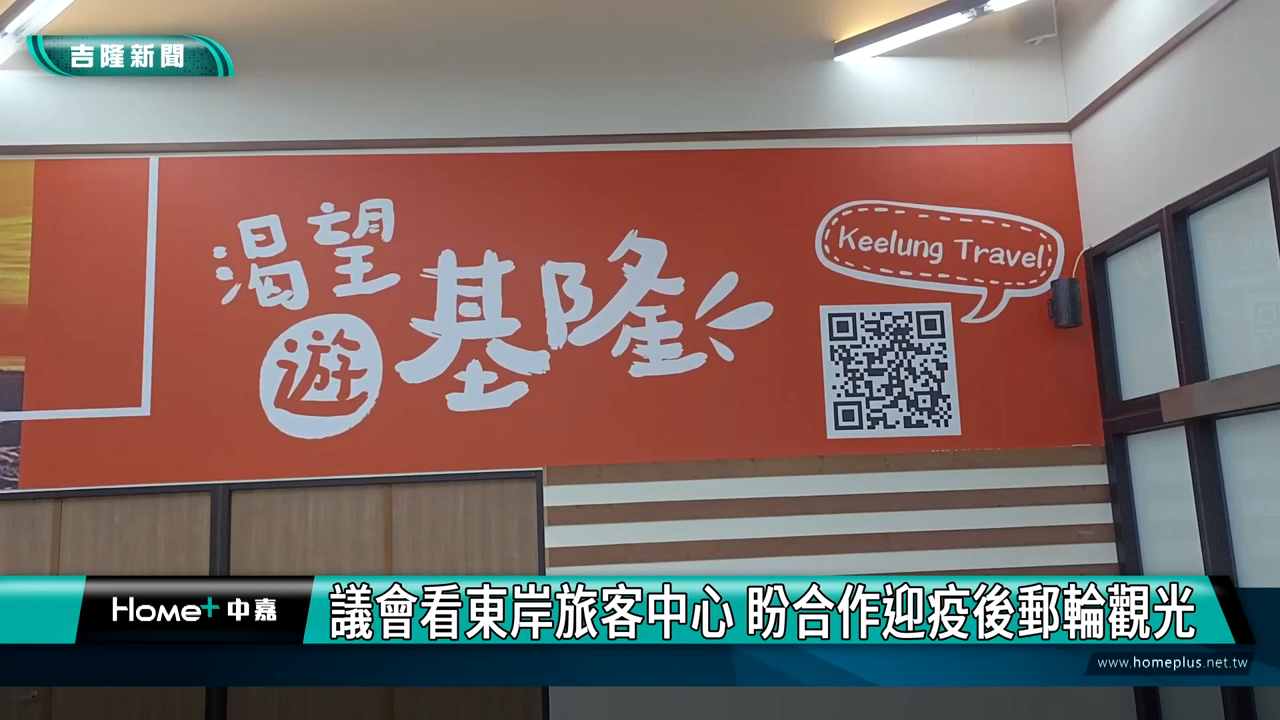 吉隆新聞
渴望
遊基隆
Keelung Travel
Home+ 中嘉
議會看東岸旅客中心 盼合作迎疫後郵輪觀光
www.homeplus.net.tw